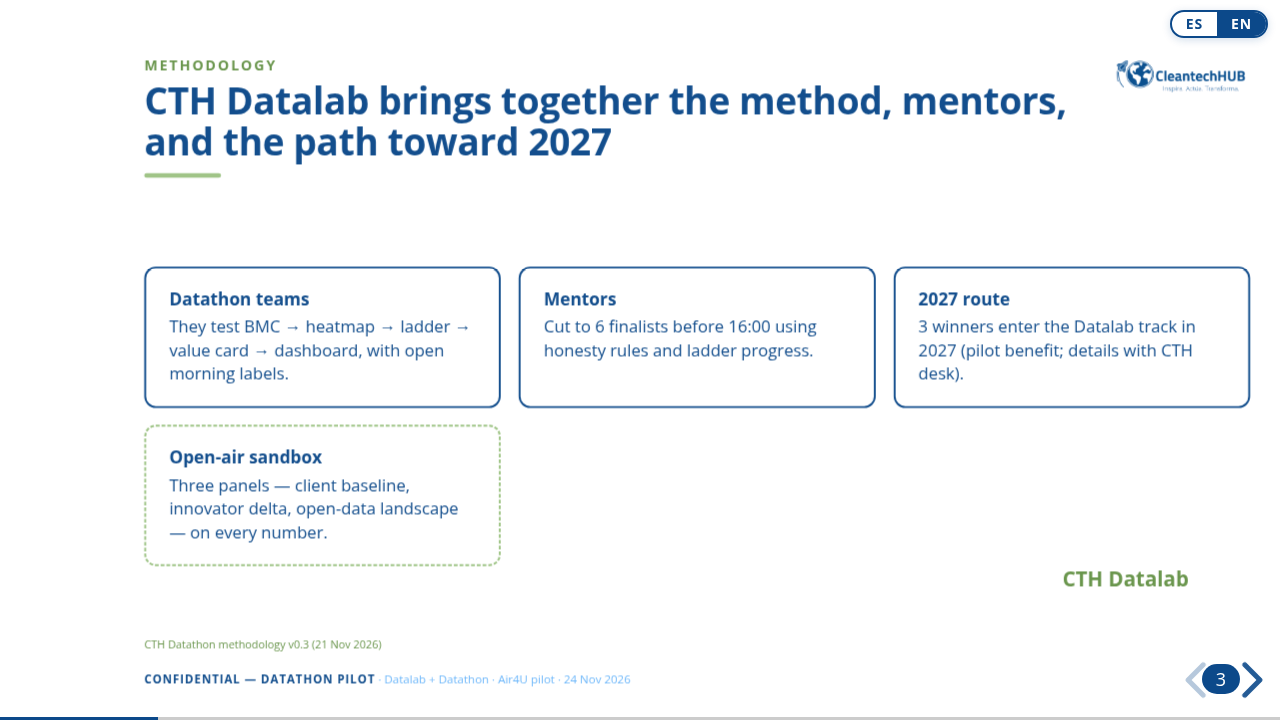 ES EN
METHODOLOGY
CleantechHUB
Inspire. Actúa. Transforma.
CTH Datalab brings together the method, mentors,
and the path toward 2027
Datathon teams
They test BMC → heatmap → ladder →
value card → dashboard, with open
morning labels.
Mentors
Cut to 6 finalists before 16:00 using
honesty rules and ladder progress.
2027 route
3 winners enter the Datalab track in
2027 (pilot benefit; details with CTH
desk).
Open-air sandbox
Three panels — client baseline,
innovator delta, open-data landscape
— on every number.
CTH Datalab
CTH Datathon methodology v0.3 (21 Nov 2026)
CONFIDENTIAL — DATATHON PILOT · Datalab + Datathon · Air4U pilot · 24 Nov 2026
3